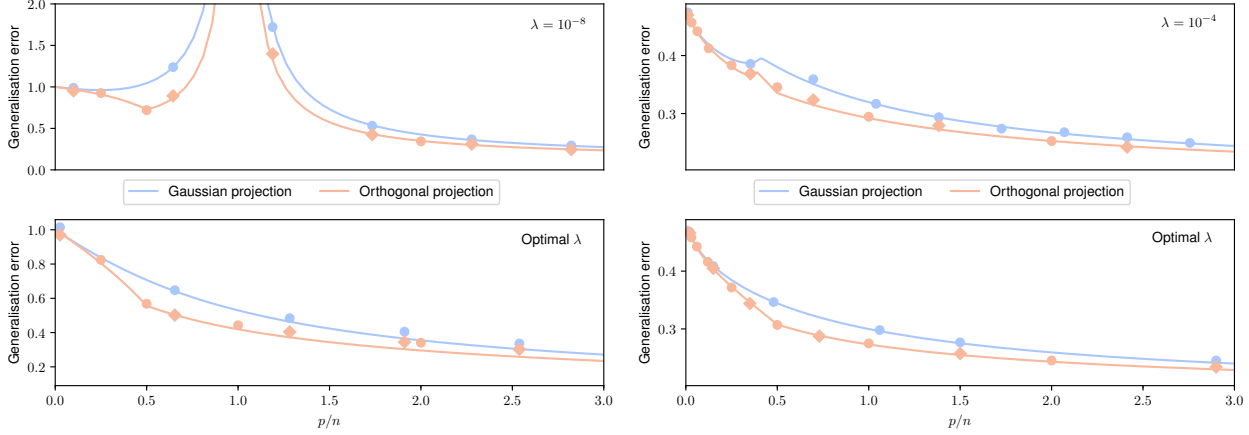 2.0
1.5
1.0
0.5
0.0
Generalisation error
λ = 10⁻⁸
0.4
0.3
Generalisation error
λ = 10⁻⁴
Gaussian projection Orthogonal projection
Gaussian projection Orthogonal projection
1.0
0.8
0.6
0.4
0.2
Generalisation error
Optimal λ
0.0 0.5 1.0 1.5 2.0 2.5 3.0
p/n
0.4
0.3
Generalisation error
Optimal λ
0.0 0.5 1.0 1.5 2.0 2.5 3.0
p/n